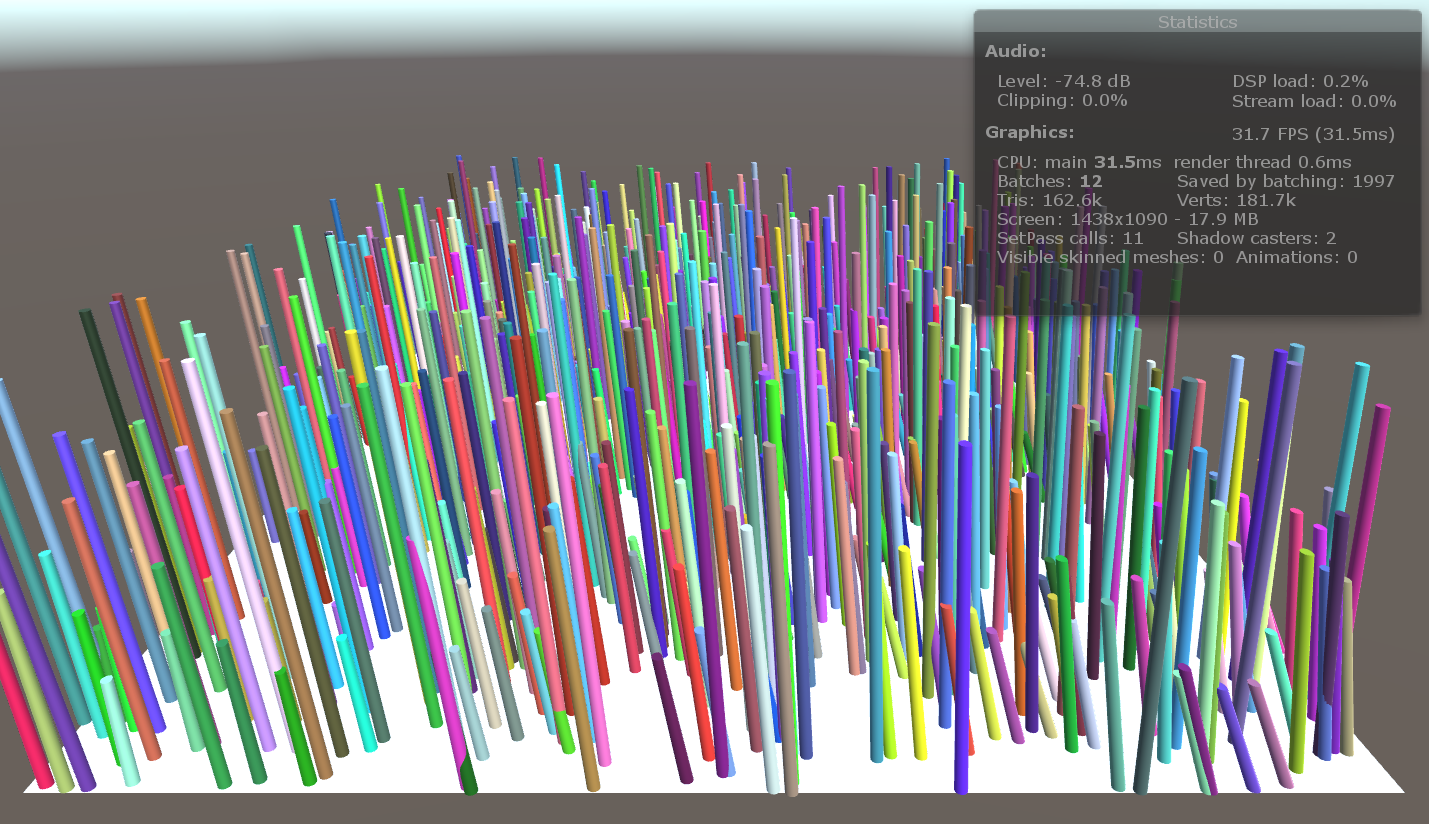 Statistics
Audio:
Level: -74.8 dB DSP load: 0.2%
Clipping: 0.0% Stream load: 0.0%
Graphics: 31.7 FPS (31.5ms)
CPU: main 31.5ms render thread 0.6ms
Batches: 12 Saved by batching: 1997
Tris: 162.6k Verts: 181.7k
Screen: 1438x1090 - 17.9 MB
SetPass calls: 11 Shadow casters: 2
Visible skinned meshes: 0 Animations: 0